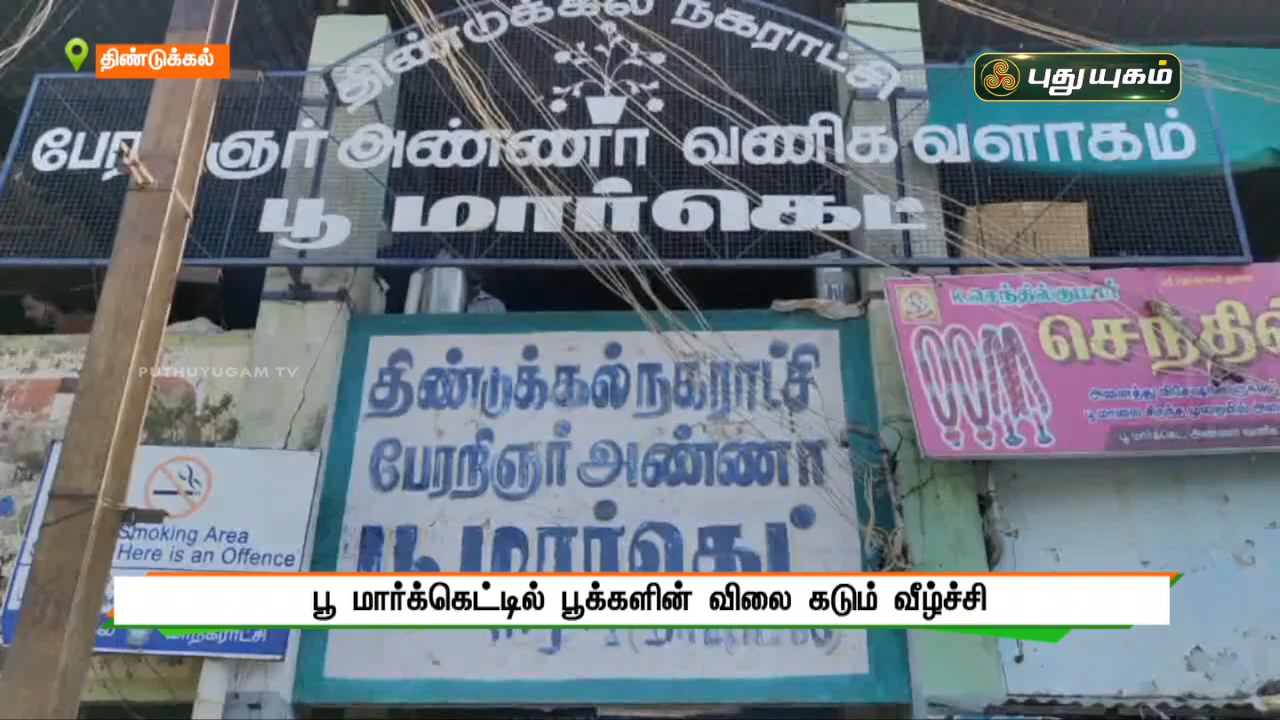 திண்டுக்கல்
புதுயுகம்
திண்டுக்கல் நகராட்சி
பேரறிஞர் அண்ணா வணிக வளாகம்
பூ மார்கெட்
K.செந்தில்குமார்
PUTHUYUGAM TV
திண்டுக்கல் நகராட்சி
பேரறிஞர் அண்ணா
பூ மார்கெட்
Smoking Area
Here is an Offence
பூ மார்க்கெட்டில் பூக்களின் விலை கடும் வீழ்ச்சி
மாநகராட்சி